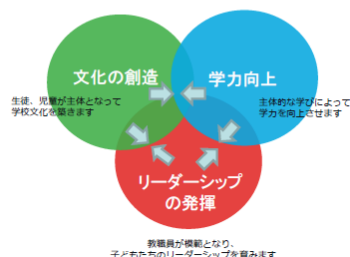 文化の創造
学力向上
生徒、児童が主体となって
学校文化を築きます
主体的な学びによって
学力を向上させます
リーダーシップ
の発揮
教職員が模範となり、
子どもたちのリーダーシップを育みます